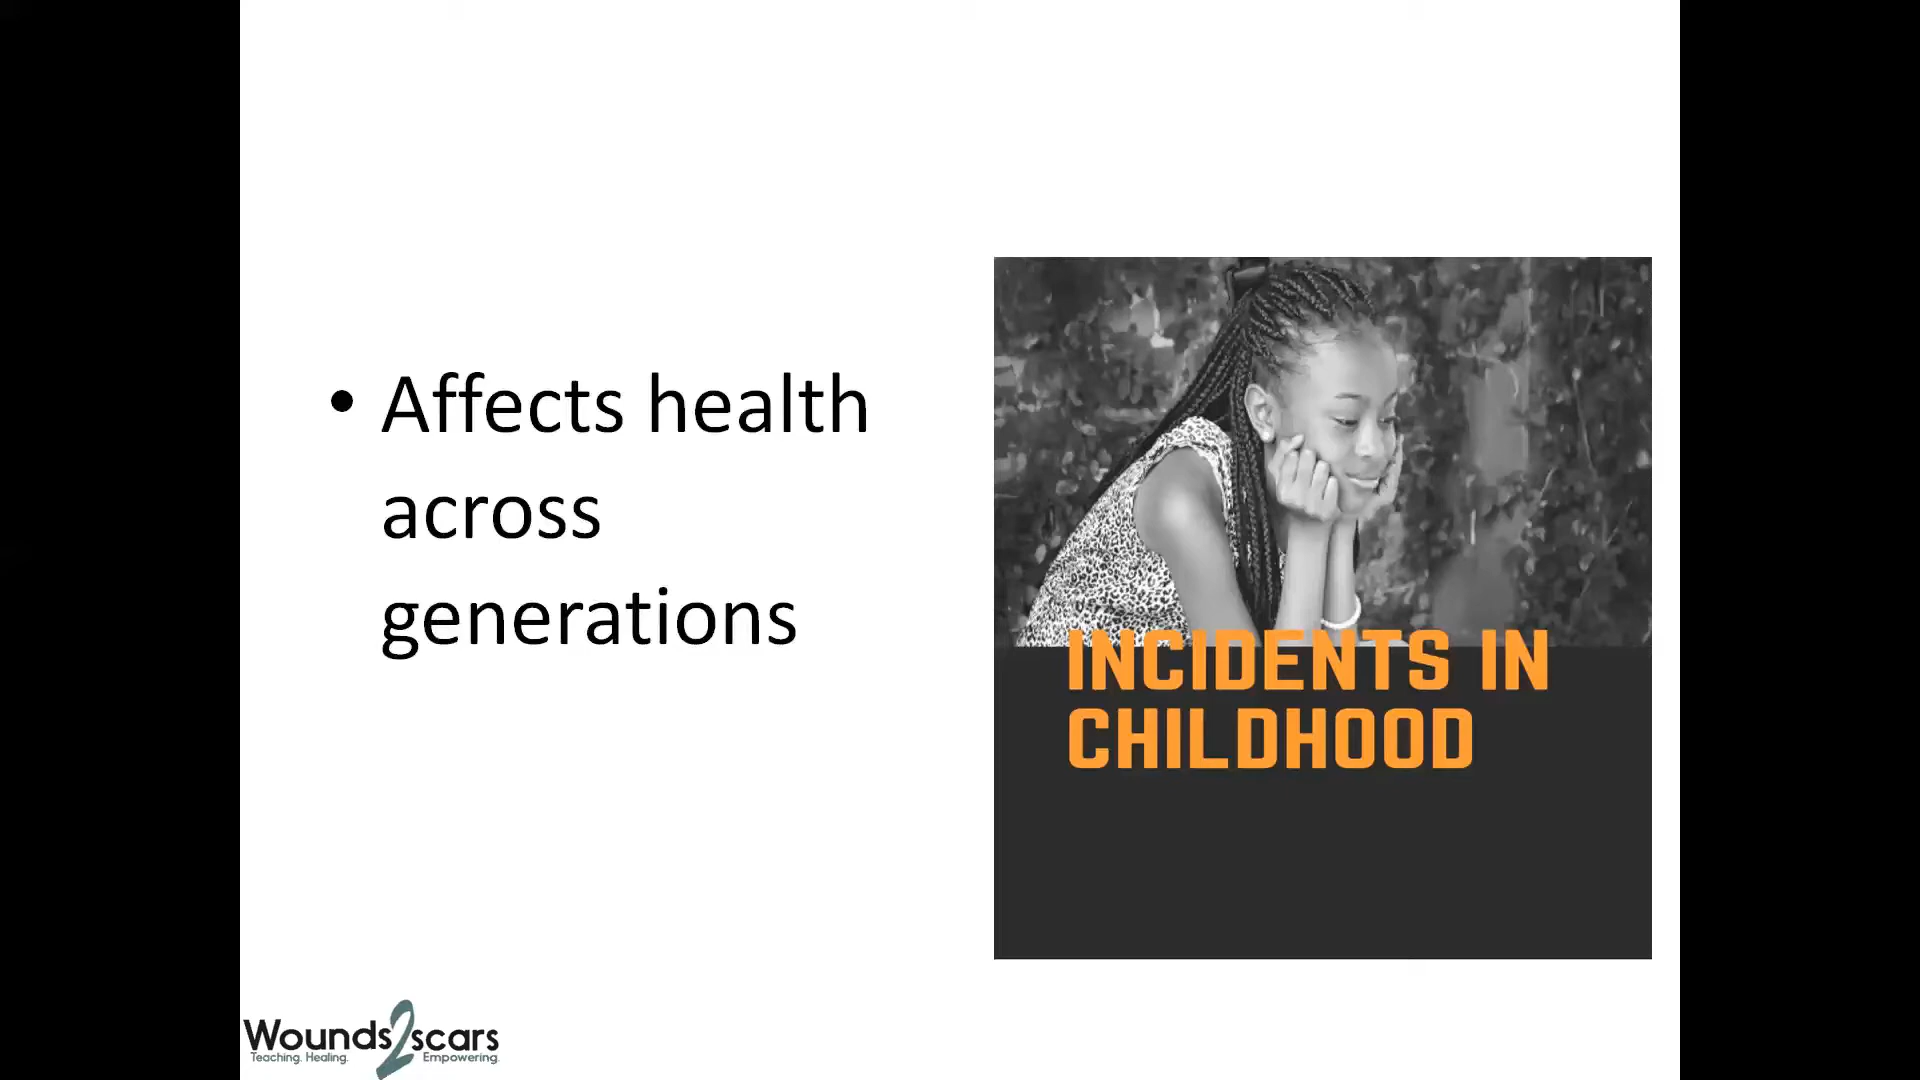 • Affects health
across
generations
INCIDENTS IN
CHILDHOOD
Wounds2scars
Teaching. Healing. Empowering.